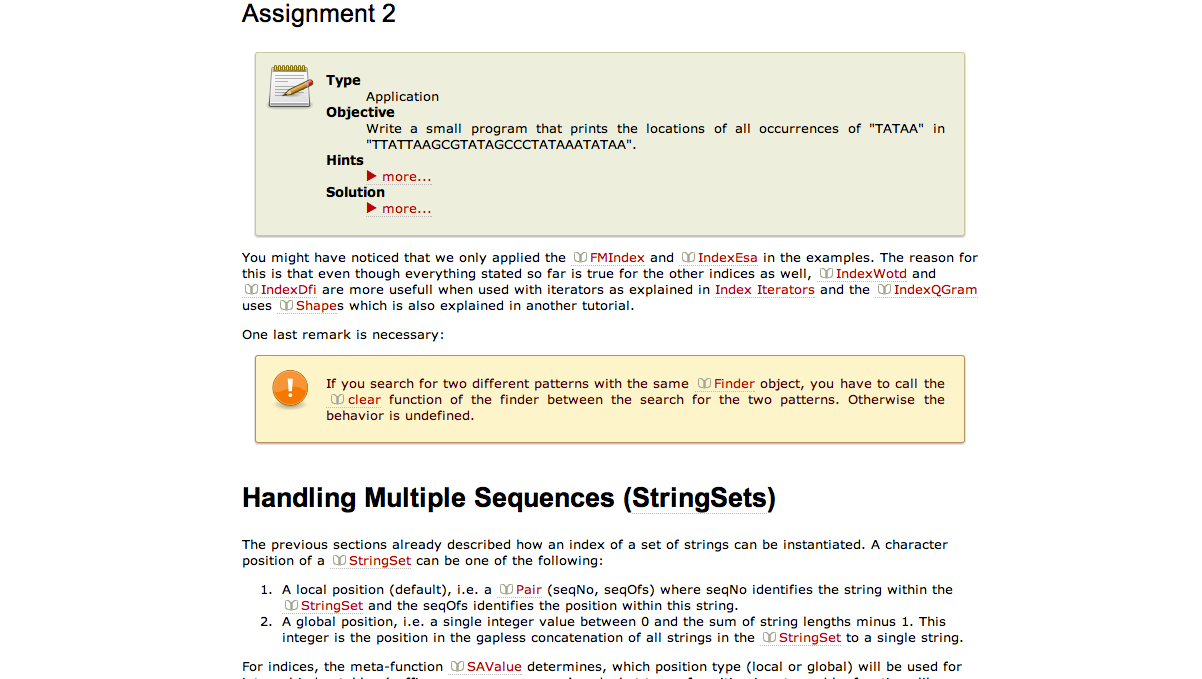 Assignment 2
Type
Application
Objective
Write a small program that prints the locations of all occurrences of "TATAA" in
"TTATTAAGCGTATAGCCCTATAAATATAA".
Hints
more...
Solution
more...
You might have noticed that we only applied the FMIndex and IndexEsa in the examples. The reason for
this is that even though everything stated so far is true for the other indices as well, IndexWotd and
IndexDfi are more usefull when used with iterators as explained in Index Iterators and the IndexQGram
uses Shapes which is also explained in another tutorial.
One last remark is necessary:
If you search for two different patterns with the same Finder object, you have to call the
clear function of the finder between the search for the two patterns. Otherwise the
behavior is undefined.
Handling Multiple Sequences (StringSets)
The previous sections already described how an index of a set of strings can be instantiated. A character
position of a StringSet can be one of the following:
1. A local position (default), i.e. a Pair (seqNo, seqOfs) where seqNo identifies the string within the
StringSet and the seqOfs identifies the position within this string.
2. A global position, i.e. a single integer value between 0 and the sum of string lengths minus 1. This
integer is the position in the gapless concatenation of all strings in the StringSet to a single string.
For indices, the meta-function SAValue determines, which position type (local or global) will be used for